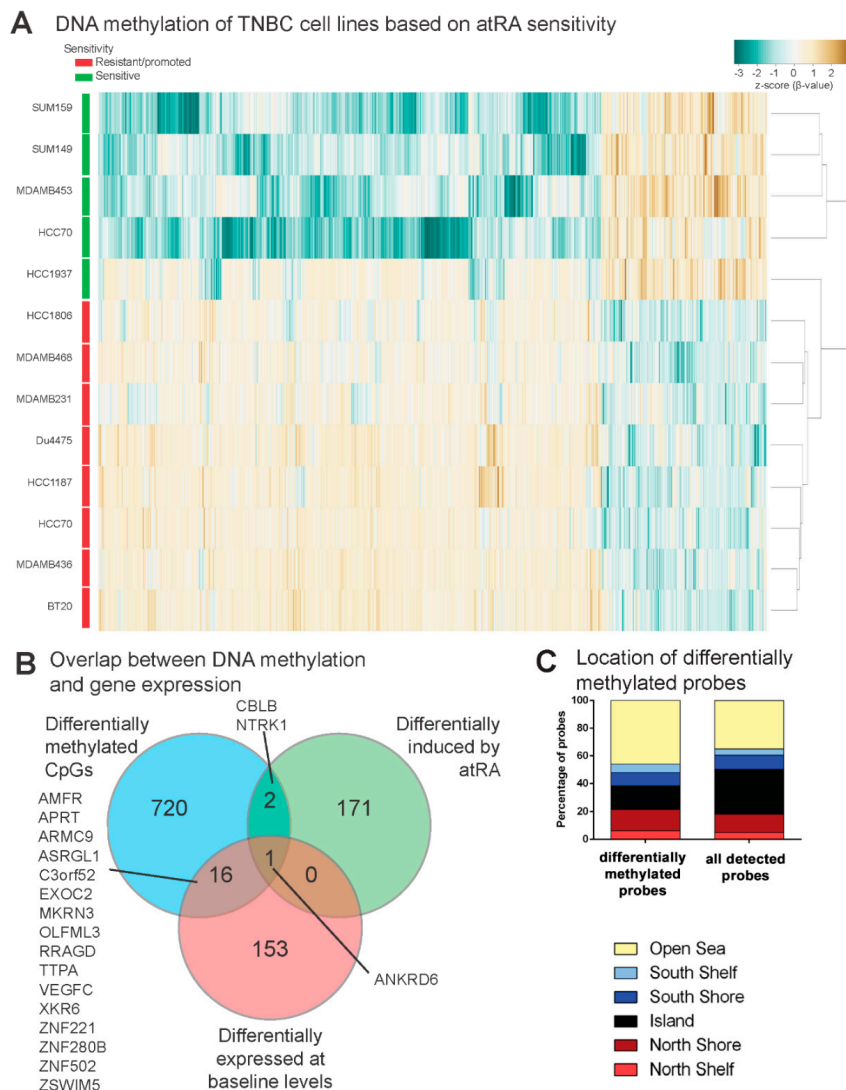 A DNA methylation of TNBC cell lines based on atRA sensitivity
Sensitivity
Resistant/promoted
Sensitive
-3 -2 -1 0 1 2
z-score (β-value)
SUM159
SUM149
MDAMB453
HCC70
HCC1937
HCC1806
MDAMB468
MDAMB231
Du4475
HCC1187
HCC70
MDAMB436
BT20
B Overlap between DNA methylation
and gene expression
CBLB
NTRK1
Differentially
methylated
CpGs
Differentially
induced by
atRA
720
2
171
1
16
0
153
AMFR
APRT
ARMC9
ASRGL1
C3orf52
EXOC2
MKRN3
OLFML3
RRAGD
TTPA
VEGFC
XKR6
ZNF221
ZNF280B
ZNF502
ZSWIM5
ANKRD6
Differentially
expressed at
baseline levels
C Location of differentially
methylated probes
Percentage of probes
100
80
60
40
20
0
differentially
methylated
probes
all detected
probes
Open Sea
South Shelf
South Shore
Island
North Shore
North Shelf